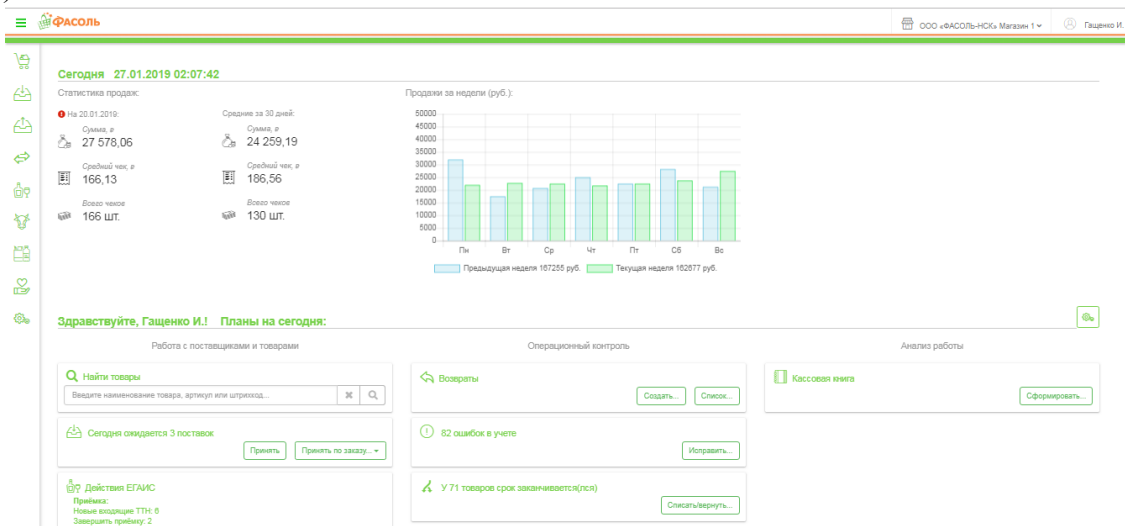 ФАСОЛЬ
ООО «ФАСОЛЬ-НСК» Магазин 1
Гащенко И.
Сегодня 27.01.2019 02:07:42
Статистика продаж:
Продажи за недели (руб.):
На 20.01.2019:
Средние за 30 дней:
Сумма, ₽
27 578,06
Сумма, ₽
24 259,19
Средний чек, ₽
166,13
Средний чек, ₽
186,56
Всего чеков
166 шт.
Всего чеков
130 шт.
50000
45000
40000
35000
30000
25000
20000
15000
10000
5000
0
Пн Вт Ср Чт Пт Сб Вс
Предыдущая неделя 167255 руб. Текущая неделя 162677 руб.
Здравствуйте, Гащенко И.! Планы на сегодня:
Работа с поставщиками и товарами
Операционный контроль
Анализ работы
Найти товары
Введите наименование товара, артикул или штрихкод...
Возвраты
Создать... Список...
Кассовая книга
Сформировать...
Сегодня ожидается 3 поставок
Принять Принять по заказу...
82 ошибок в учете
Исправить...
Действия ЕГАИС
Приёмка:
Новые входящие ТТН: 6
Завершить приёмку: 2
У 71 товаров срок заканчивается(лся)
Списать/вернуть...